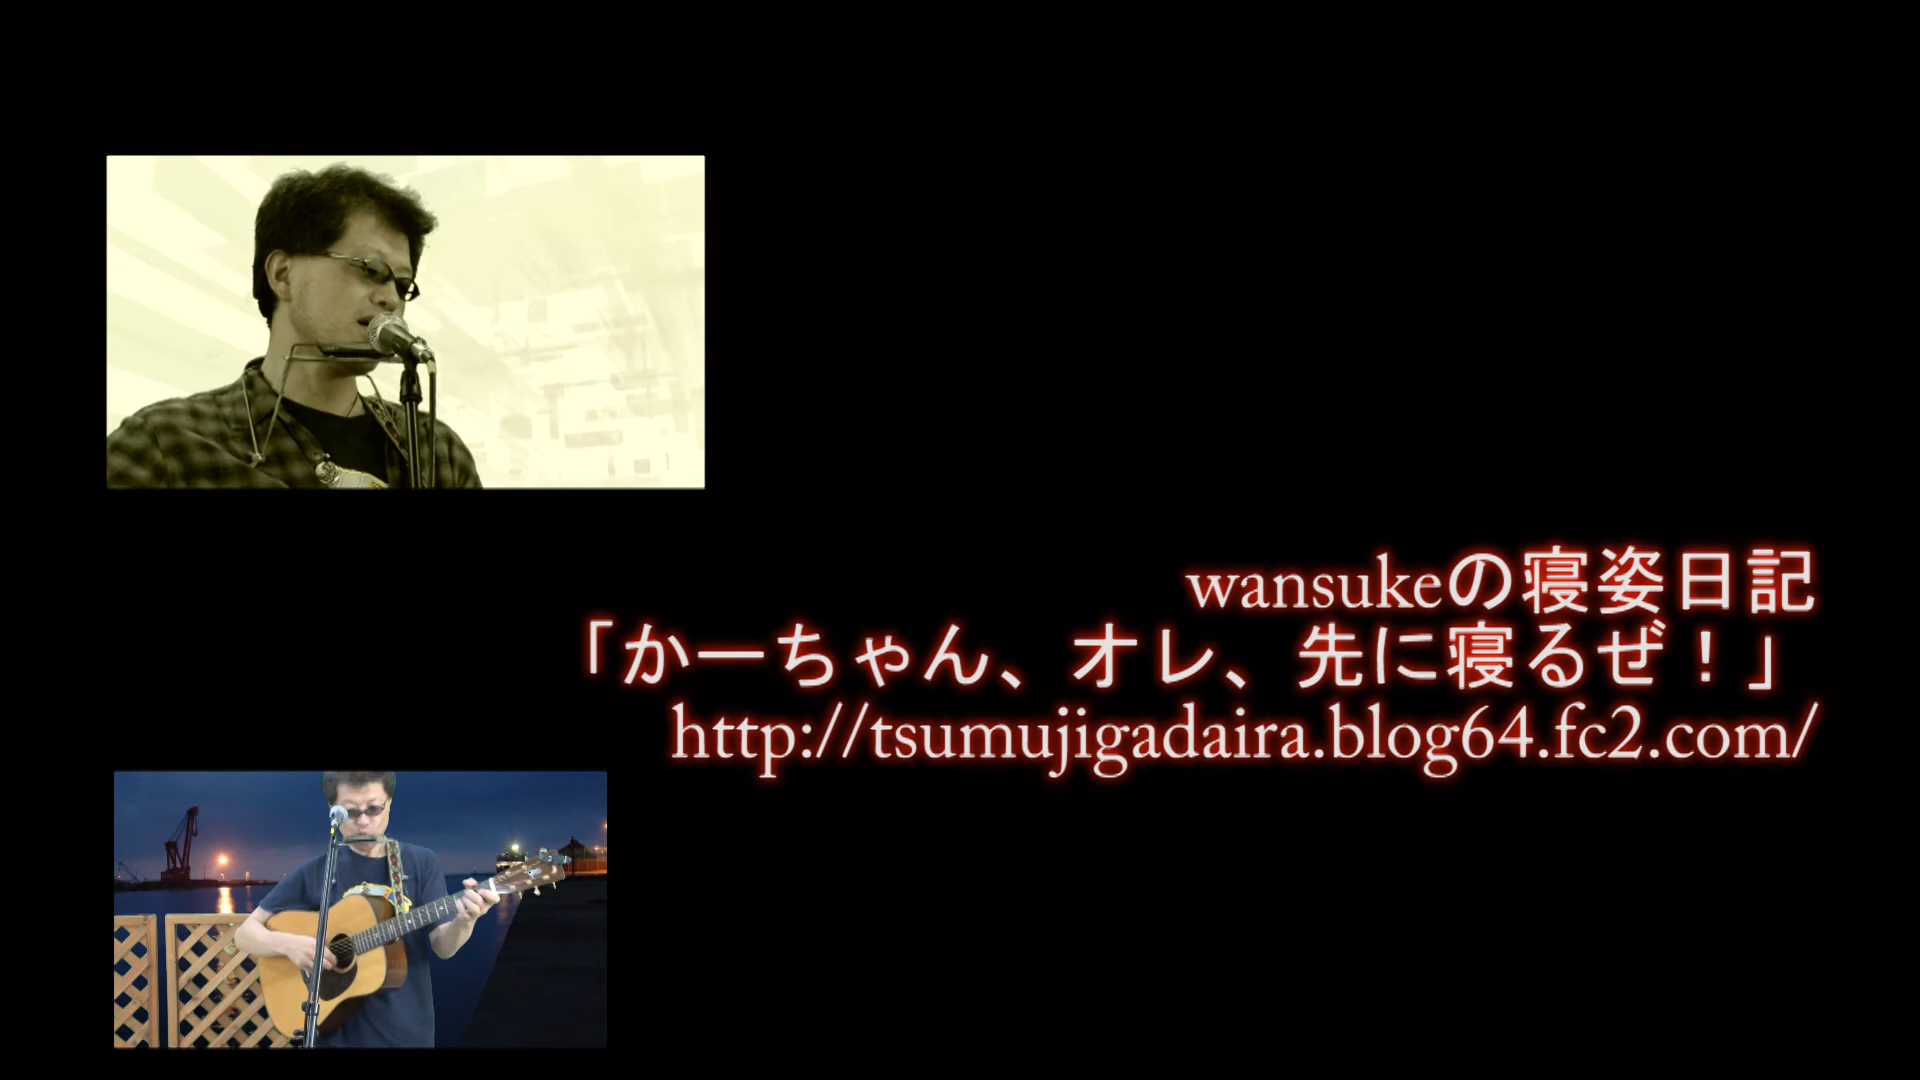 wansukeの寝姿日記
「かーちゃん、オレ、先に寝るぜ！」
http://tsumujigadaira.blog64.fc2.com/